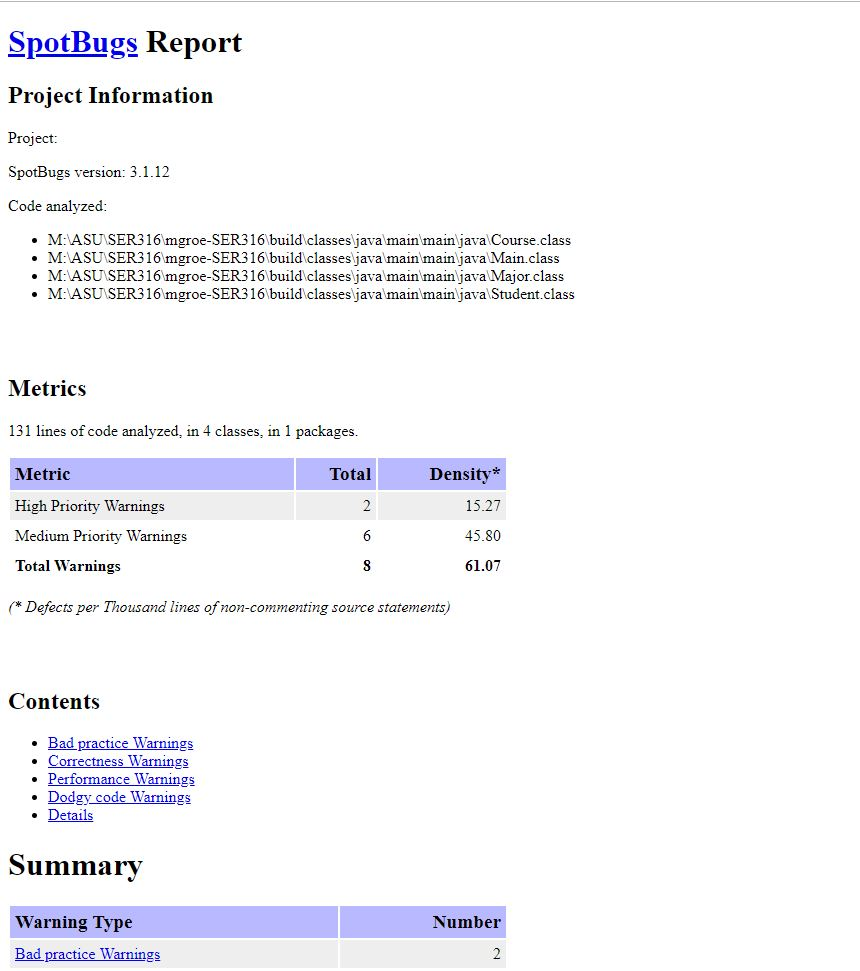 SpotBugs Report
Project Information
Project:
SpotBugs version: 3.1.12
Code analyzed:
• M:\ASU\SER316\mgroe-SER316\build\classes\java\main\main\java\Course.class
• M:\ASU\SER316\mgroe-SER316\build\classes\java\main\main\java\Main.class
• M:\ASU\SER316\mgroe-SER316\build\classes\java\main\main\java\Major.class
• M:\ASU\SER316\mgroe-SER316\build\classes\java\main\main\java\Student.class
Metrics
131 lines of code analyzed, in 4 classes, in 1 packages.
Metric Total Density*
High Priority Warnings 2 15.27
Medium Priority Warnings 6 45.80
Total Warnings 8 61.07
(* Defects per Thousand lines of non-commenting source statements)
Contents
• Bad practice Warnings
• Correctness Warnings
• Performance Warnings
• Dodgy code Warnings
• Details
Summary
Warning Type Number
Bad practice Warnings 2